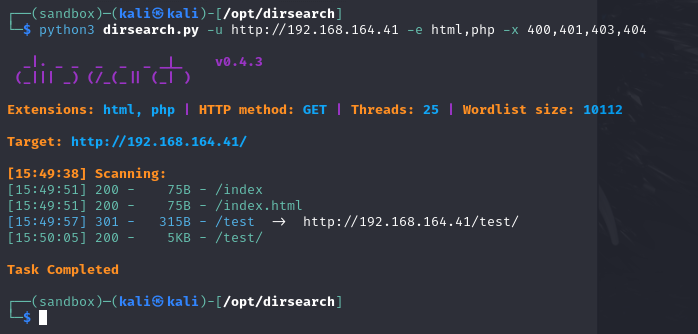 ┌──(sandbox)─(kali㉿kali)-[/opt/dirsearch]
└─$ python3 dirsearch.py -u http://192.168.164.41 -e html,php -x 400,401,403,404
  _|. _ _  _  _  _ _|_    v0.4.3
 (_||| _) (/_(_|| (_| )
Extensions: html, php | HTTP method: GET | Threads: 25 | Wordlist size: 10112
Target: http://192.168.164.41/
[15:49:38] Scanning:
[15:49:51] 200 -    75B - /index
[15:49:51] 200 -    75B - /index.html
[15:49:57] 301 -   315B - /test  ->  http://192.168.164.41/test/
[15:50:05] 200 -    5KB - /test/
Task Completed
┌──(sandbox)─(kali㉿kali)-[/opt/dirsearch]
└─$